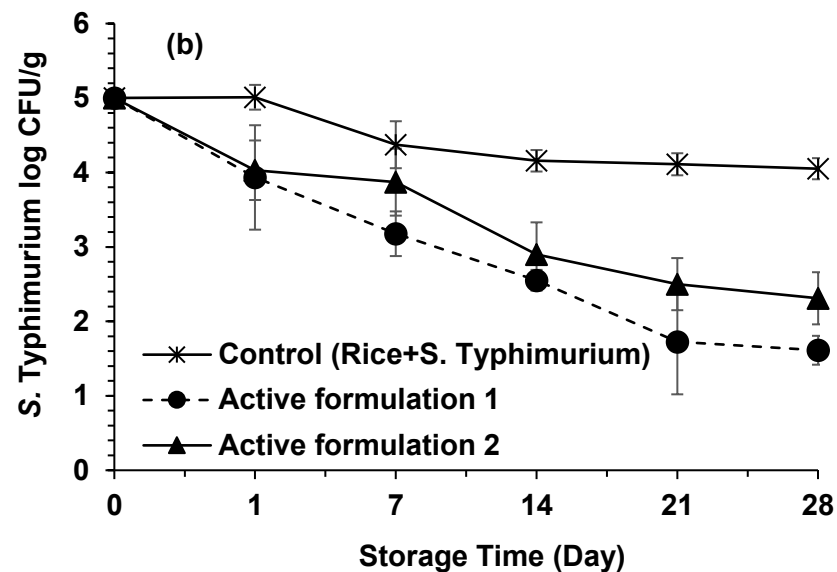 (b)
S. Typhimurium log CFU/g
6
5
4
3
2
1
0
Control (Rice+S. Typhimurium)
Active formulation 1
Active formulation 2
0 1 7 14 21 28
Storage Time (Day)